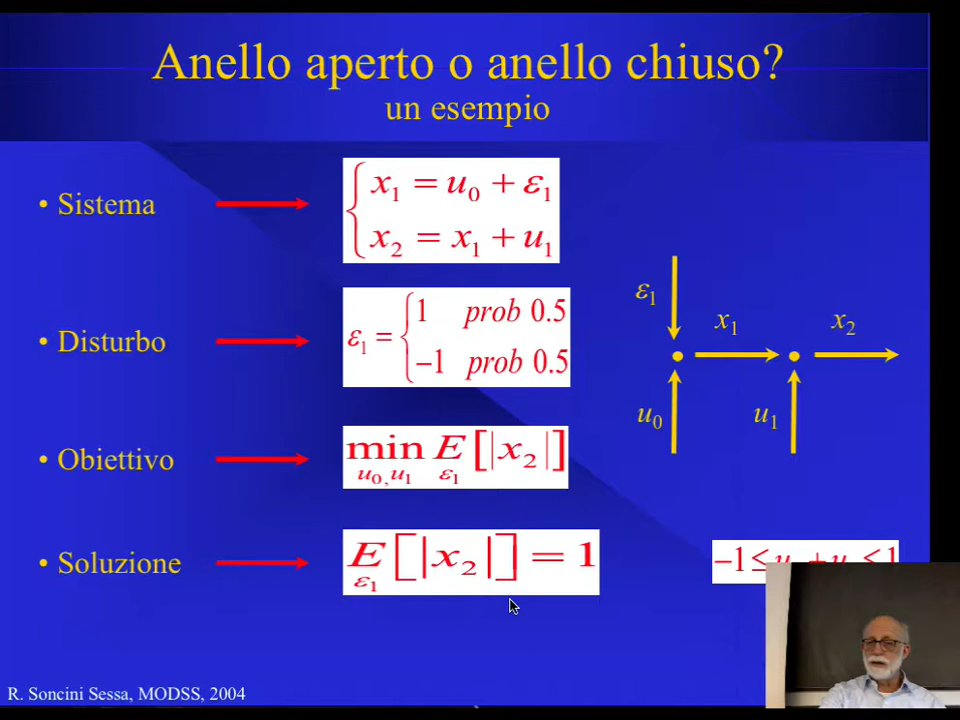 Anello aperto o anello chiuso?
un esempio
• Sistema
x₁ = u₀ + ε₁
x₂ = x₁ + u₁
• Disturbo
ε₁ = { 1 prob 0.5
−1 prob 0.5
• Obiettivo
min E [|x₂|]
u₀,u₁ ε₁
• Soluzione
E [|x₂|] = 1
ε₁
ε₁
x₁
x₂
u₀
u₁
−1 ≤ u + u ≤ 1
R. Soncini Sessa, MODSS, 2004